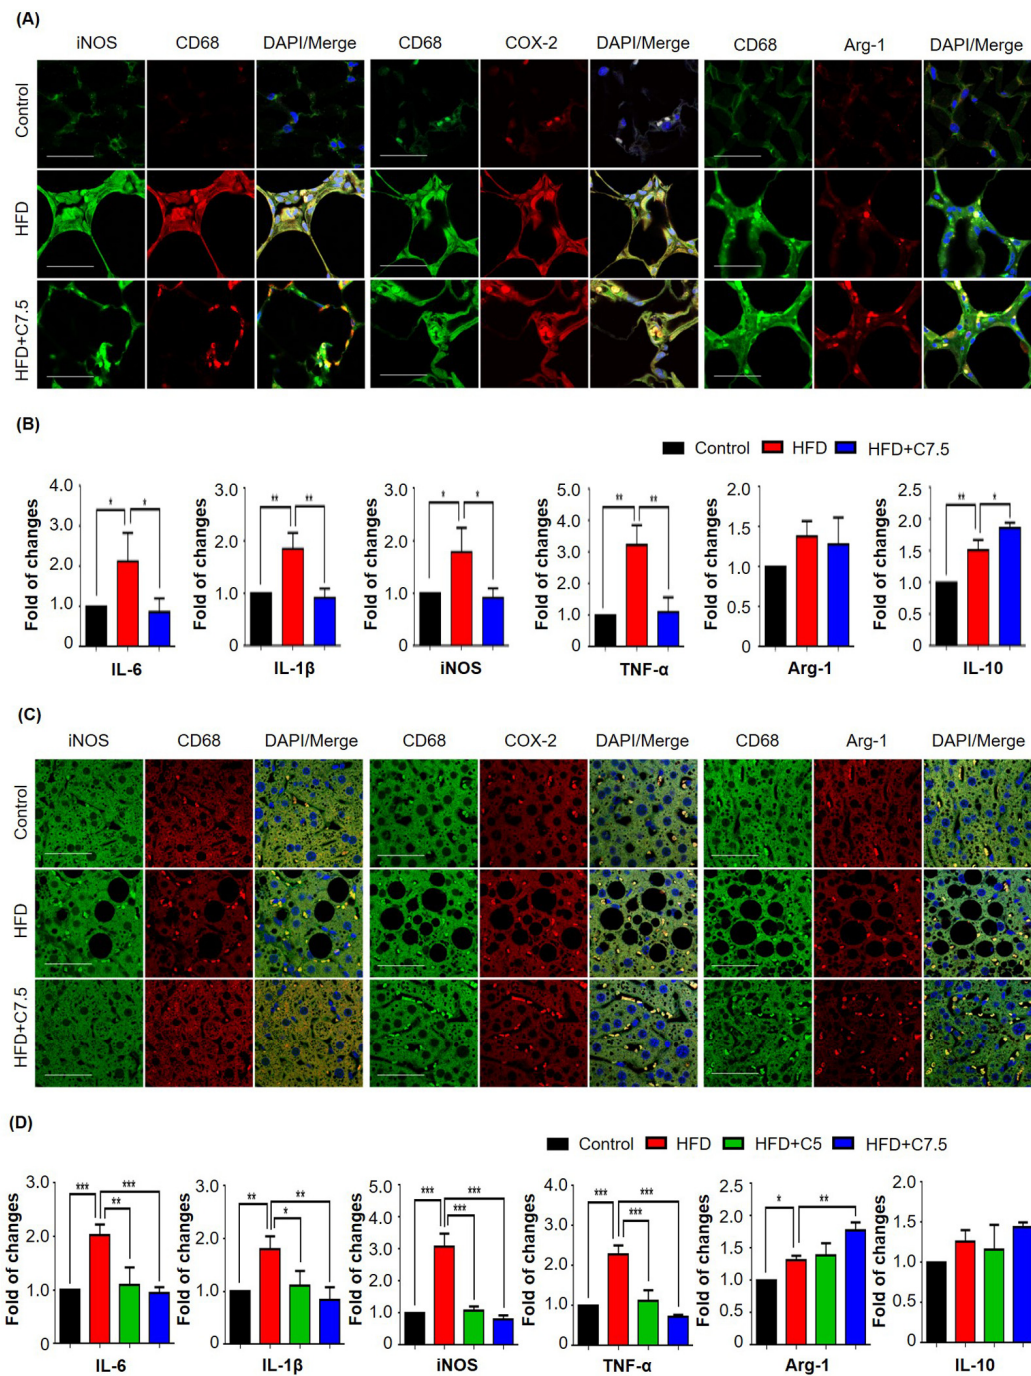 (A)
iNOS CD68 DAPI/Merge CD68 COX-2 DAPI/Merge CD68 Arg-1 DAPI/Merge
Control
HFD
HFD+C7.5
(B)
Control HFD HFD+C7.5
Fold of changes
4.0
3.0
2.0
1.0
0
* *
IL-6
Fold of changes
3.0
2.0
1.0
0
** **
IL-1β
Fold of changes
3.0
2.0
1.0
0
* *
iNOS
Fold of changes
5.0
4.0
3.0
2.0
1.0
0
** **
TNF-α
Fold of changes
2.0
1.5
1.0
0.5
0
Arg-1
Fold of changes
2.5
2.0
1.5
1.0
0.5
0
** *
IL-10
(C)
iNOS CD68 DAPI/Merge CD68 COX-2 DAPI/Merge CD68 Arg-1 DAPI/Merge
Control
HFD
HFD+C7.5
(D)
Control HFD HFD+C5 HFD+C7.5
Fold of changes
3.0
2.0
1.0
0
*** ***
**
IL-6
Fold of changes
3.0
2.0
1.0
0
** **
*
IL-1β
Fold of changes
5.0
4.0
3.0
2.0
1.0
0
*** ***
***
iNOS
Fold of changes
4.0
3.0
2.0
1.0
0
*** ***
***
TNF-α
Fold of changes
2.5
2.0
1.5
1.0
0.5
0
* **
Arg-1
Fold of changes
2.0
1.5
1.0
0.5
0.0
IL-10